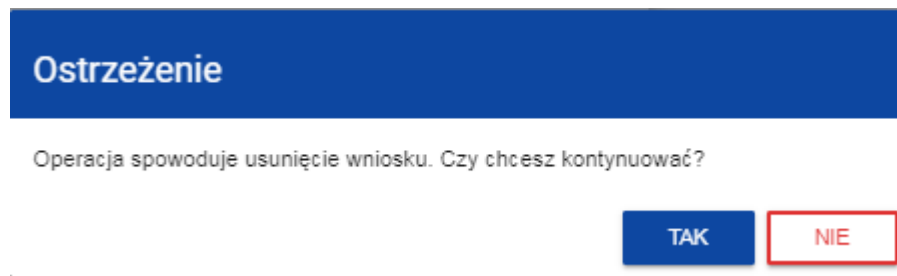 Ostrzeżenie
Operacja spowoduje usunięcie wniosku. Czy chcesz kontynuować?
TAK NIE